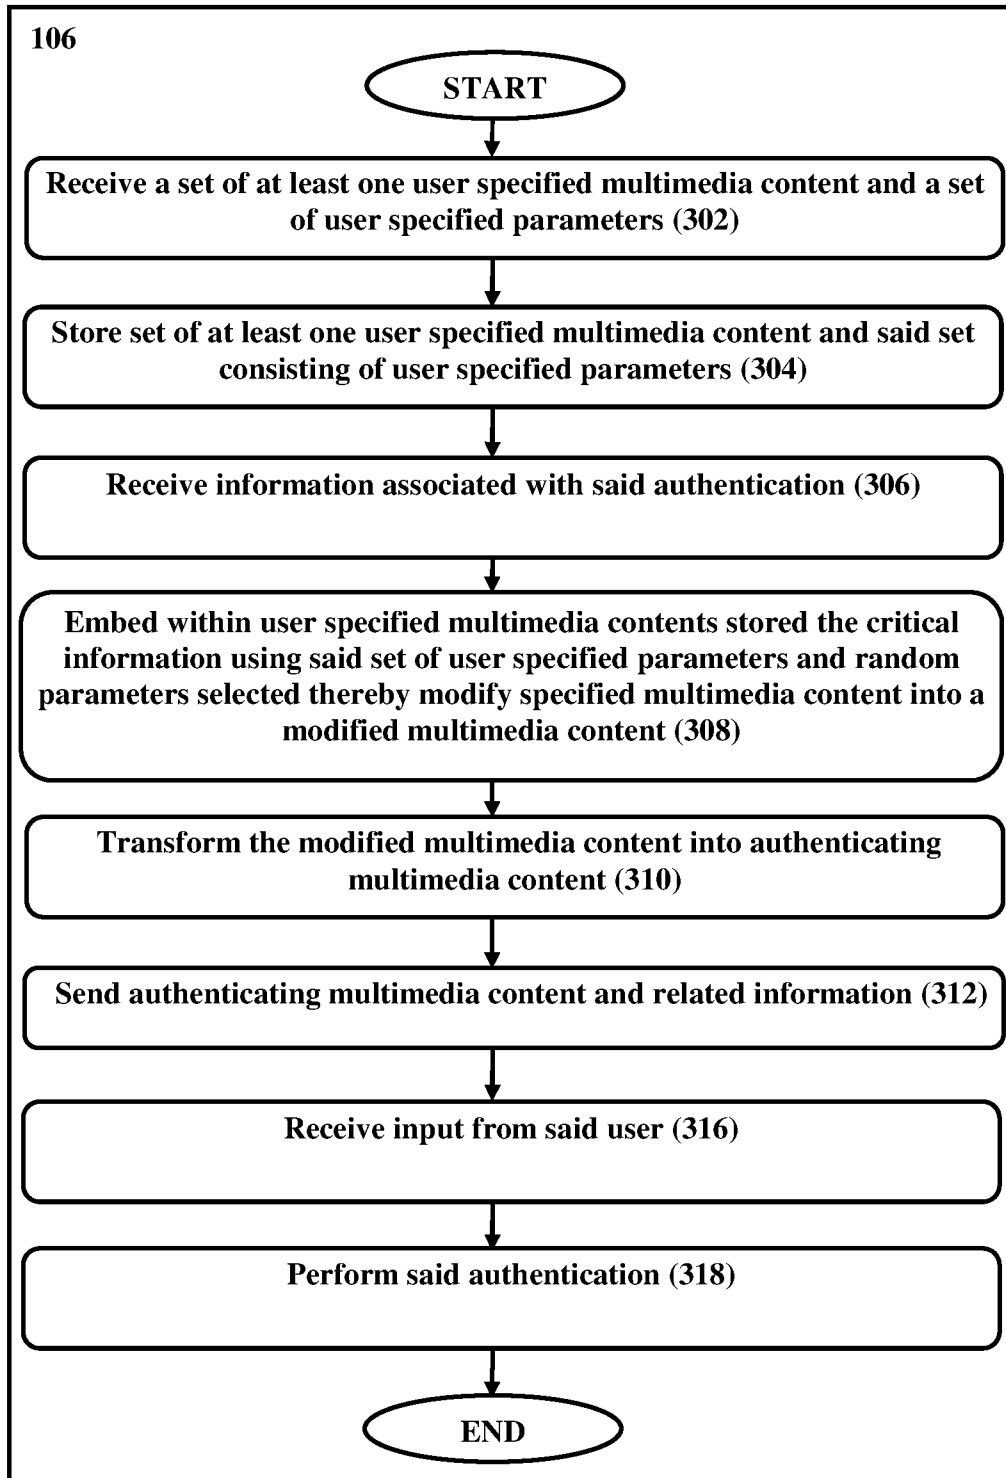 106
START
Receive a set of at least one user specified multimedia content and a set
of user specified parameters (302)
Store set of at least one user specified multimedia content and said set
consisting of user specified parameters (304)
Receive information associated with said authentication (306)
Embed within user specified multimedia contents stored the critical
information using said set of user specified parameters and random
parameters selected thereby modify specified multimedia content into a
modified multimedia content (308)
Transform the modified multimedia content into authenticating
multimedia content (310)
Send authenticating multimedia content and related information (312)
Receive input from said user (316)
Perform said authentication (318)
END